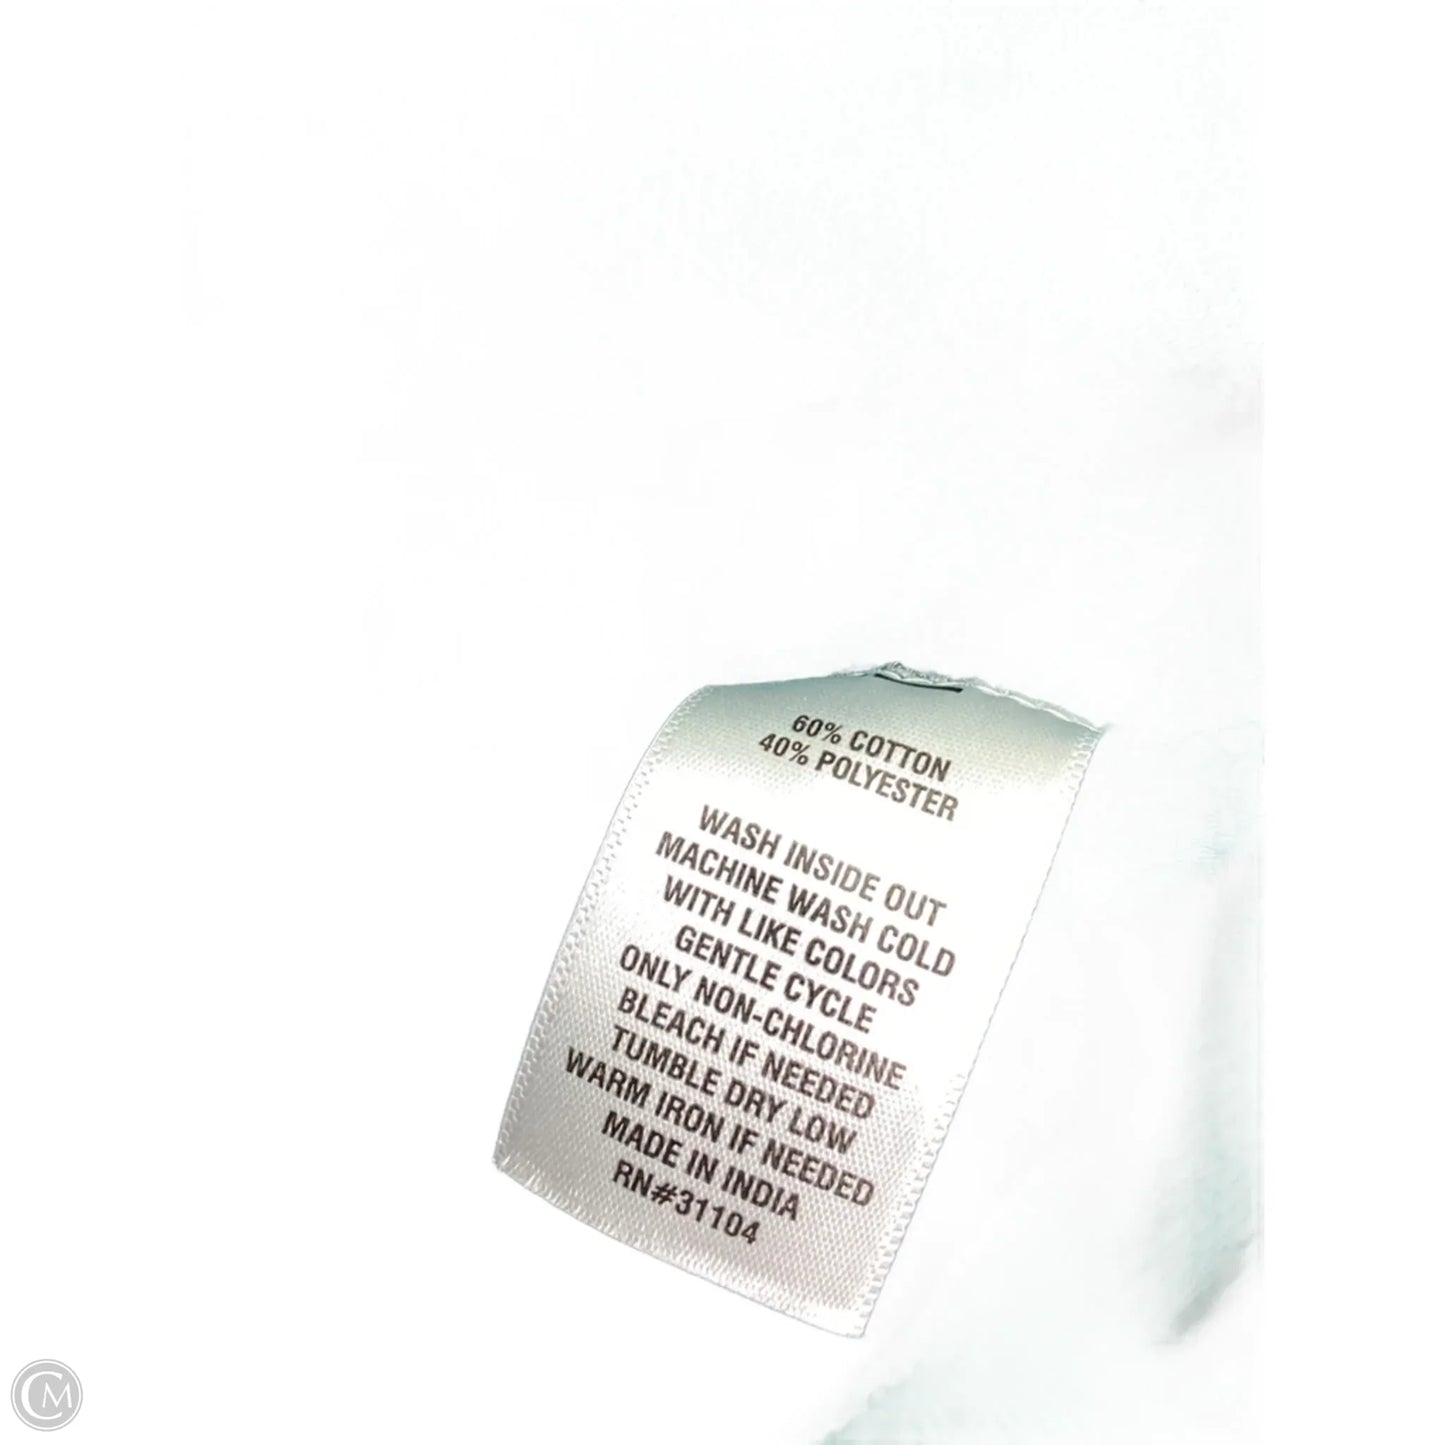 60% COTTON
40% POLYESTER
WASH INSIDE OUT
MACHINE WASH COLD
WITH LIKE COLORS
GENTLE CYCLE
ONLY NON-CHLORINE
BLEACH IF NEEDED
TUMBLE DRY LOW
WARM IRON IF NEEDED
MADE IN INDIA
RN#31104
CM